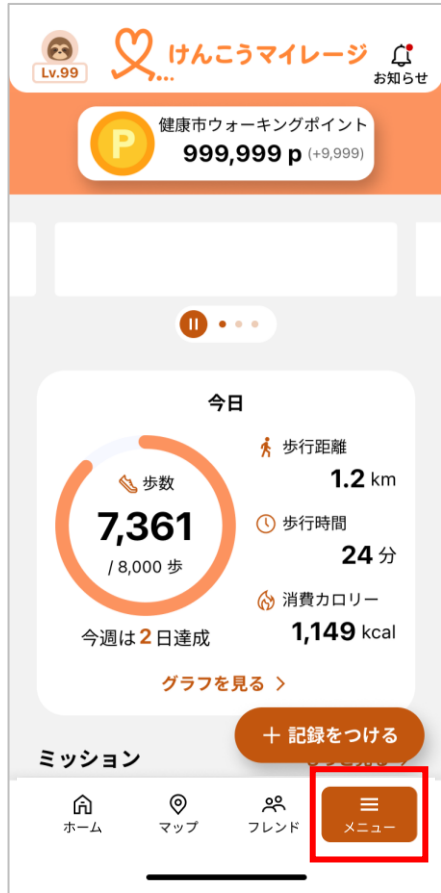 Lv.99
けんこうマイレージ
お知らせ
P
健康市ウォーキングポイント
999,999 p (+9,999)
今日
歩数
7,361
/ 8,000 歩
今週は2日達成
歩行距離
1.2 km
歩行時間
24 分
消費カロリー
1,149 kcal
グラフを見る
+ 記録をつける
ミッション
ホーム
マップ
フレンド
メニュー